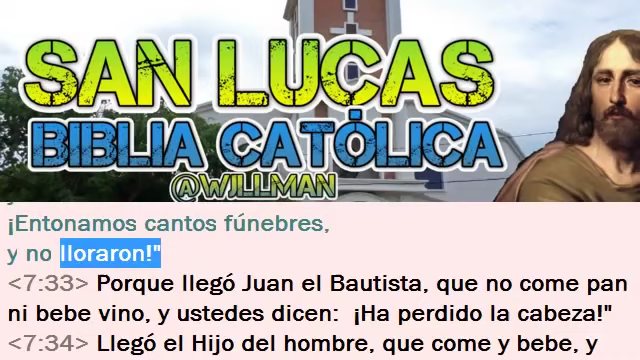 SAN LUCAS
BIBLIA CATÓLICA
@WJLLMAN
¡Entonamos cantos fúnebres,
y no lloraron!"
<7:33> Porque llegó Juan el Bautista, que no come pan
ni bebe vino, y ustedes dicen:  ¡Ha perdido la cabeza!"
<7:34> Llegó el Hijo del hombre, que come y bebe, y